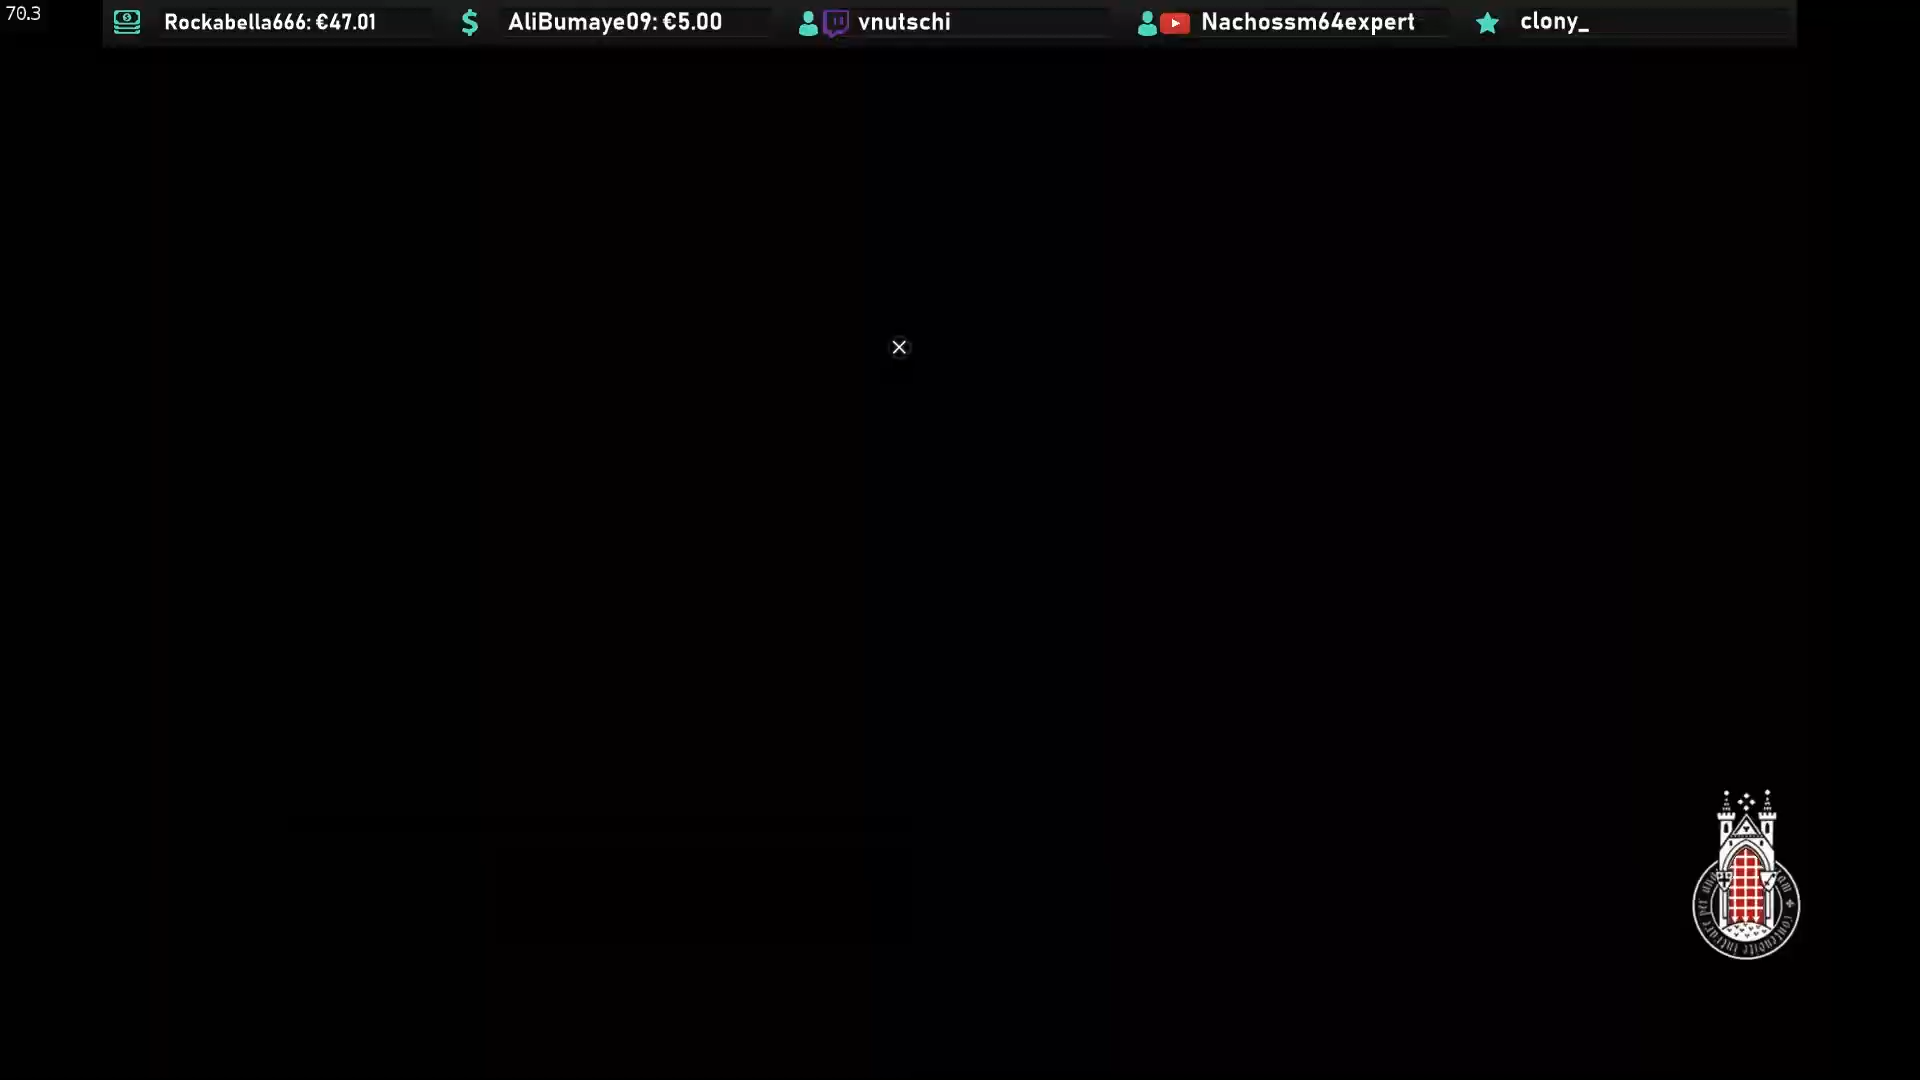 70.3
Rockabella666: €47.01
AliBumaye09: €5.00
vnutschi
Nachossm64expert
clony_